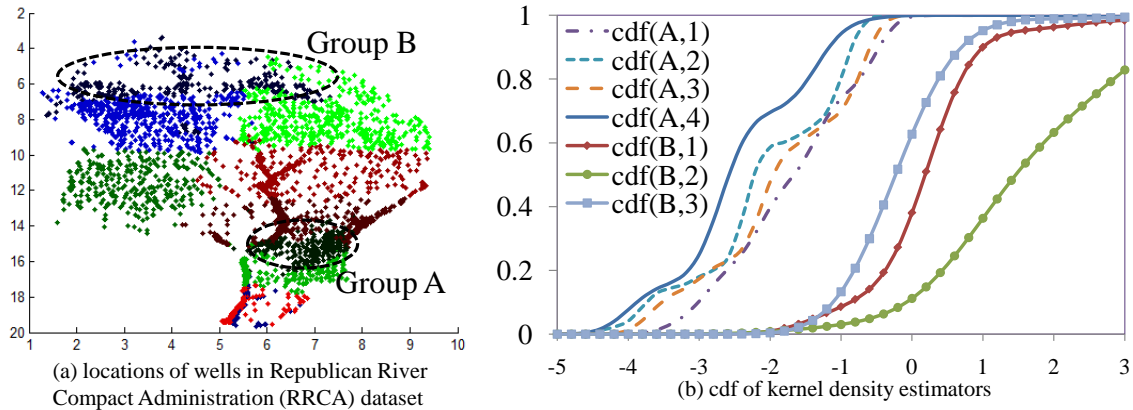 Group B
Group A
2
4
6
8
10
12
14
16
18
20
1 2 3 4 5 6 7 8 9 10
(a) locations of wells in Republican River
Compact Administration (RRCA) dataset
1
0.8
0.6
0.4
0.2
0
cdf(A,1)
cdf(A,2)
cdf(A,3)
cdf(A,4)
cdf(B,1)
cdf(B,2)
cdf(B,3)
-5 -4 -3 -2 -1 0 1 2 3
(b) cdf of kernel density estimators